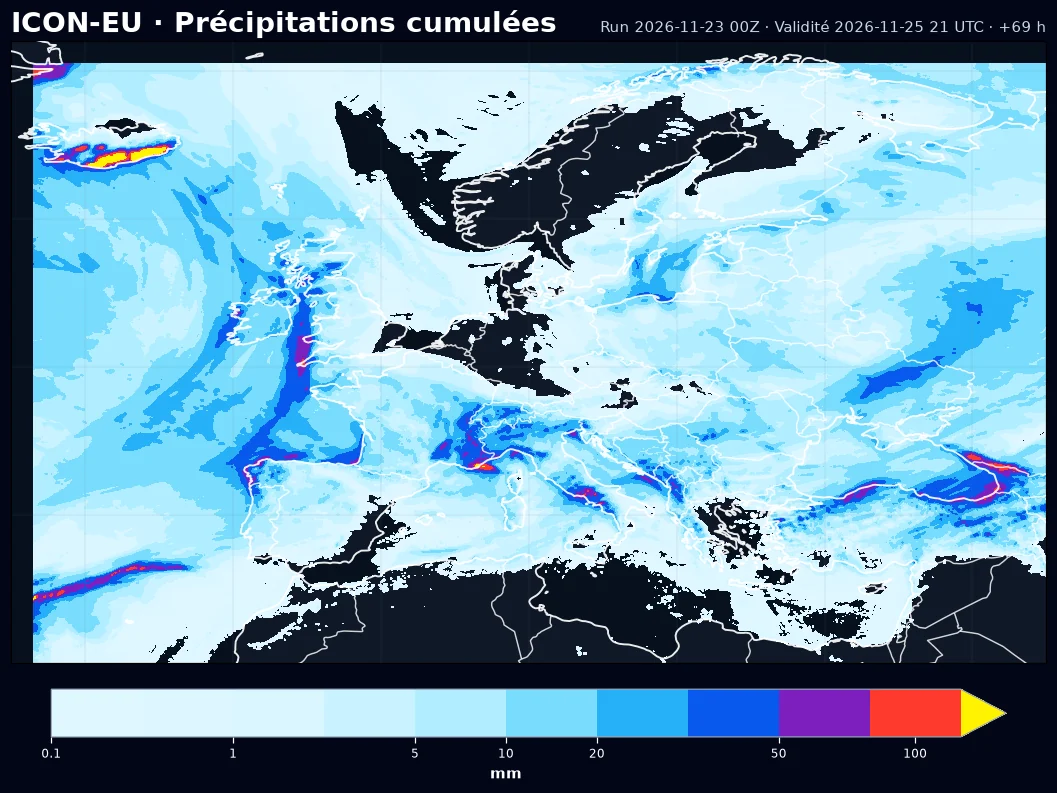 ICON-EU · Précipitations cumulées
Run 2026-11-23 00Z · Validité 2026-11-25 21 UTC · +69 h
0.1 1 5 10 20 50 100
mm